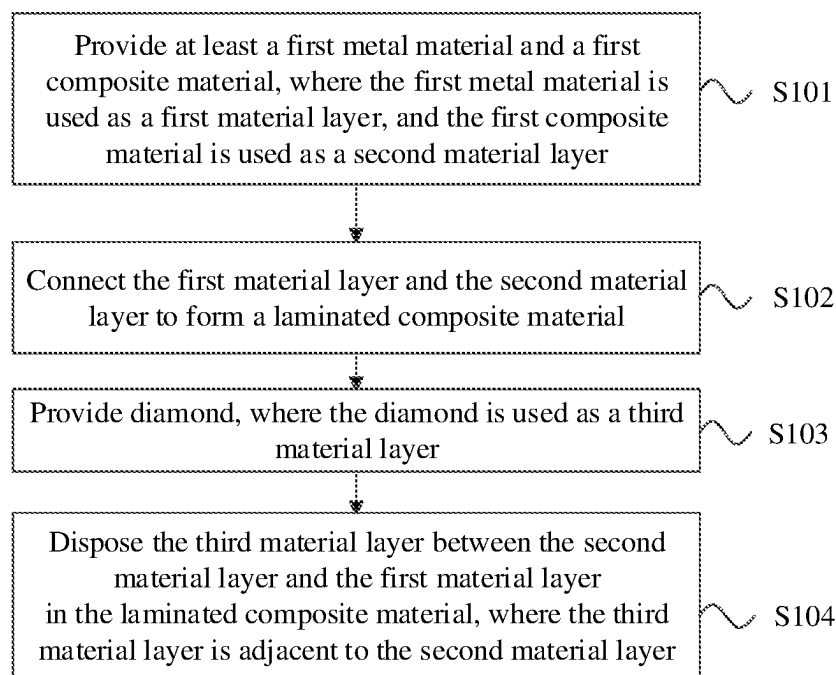 Provide at least a first metal material and a first
composite material, where the first metal material is
used as a first material layer, and the first composite
material is used as a second material layer
S101
Connect the first material layer and the second material
layer to form a laminated composite material
S102
Provide diamond, where the diamond is used as a third
material layer
S103
Dispose the third material layer between the second
material layer and the first material layer
in the laminated composite material, where the third
material layer is adjacent to the second material layer
S104